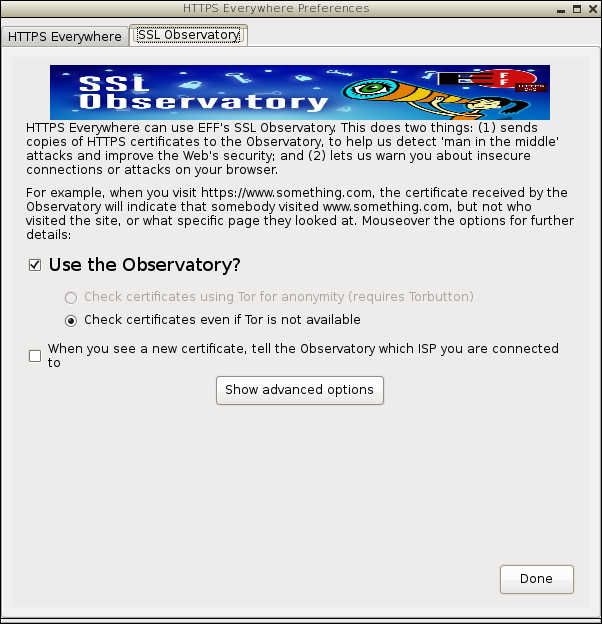 HTTPS Everywhere Preferences
HTTPS Everywhere
SSL Observatory
SSL
Observatory
EFF
HTTPS Everywhere can use EFF's SSL Observatory. This does two things: (1) sends
copies of HTTPS certificates to the Observatory, to help us detect 'man in the middle'
attacks and improve the Web's security; and (2) lets us warn you about insecure
connections or attacks on your browser.
For example, when you visit https://www.something.com, the certificate received by the
Observatory will indicate that somebody visited www.something.com, but not who
visited the site, or what specific page they looked at. Mouseover the options for further
details:
Use the Observatory?
Check certificates using Tor for anonymity (requires Torbutton)
Check certificates even if Tor is not available
When you see a new certificate, tell the Observatory which ISP you are connected
to
Show advanced options
Done